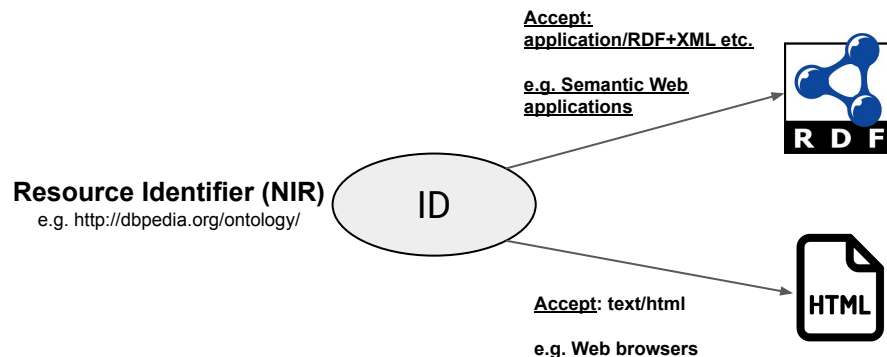 Accept:
application/RDF+XML etc.
e.g. Semantic Web
applications
R D F
Resource Identifier (NIR)
e.g. http://dbpedia.org/ontology/
ID
HTML
Accept: text/html
e.g. Web browsers